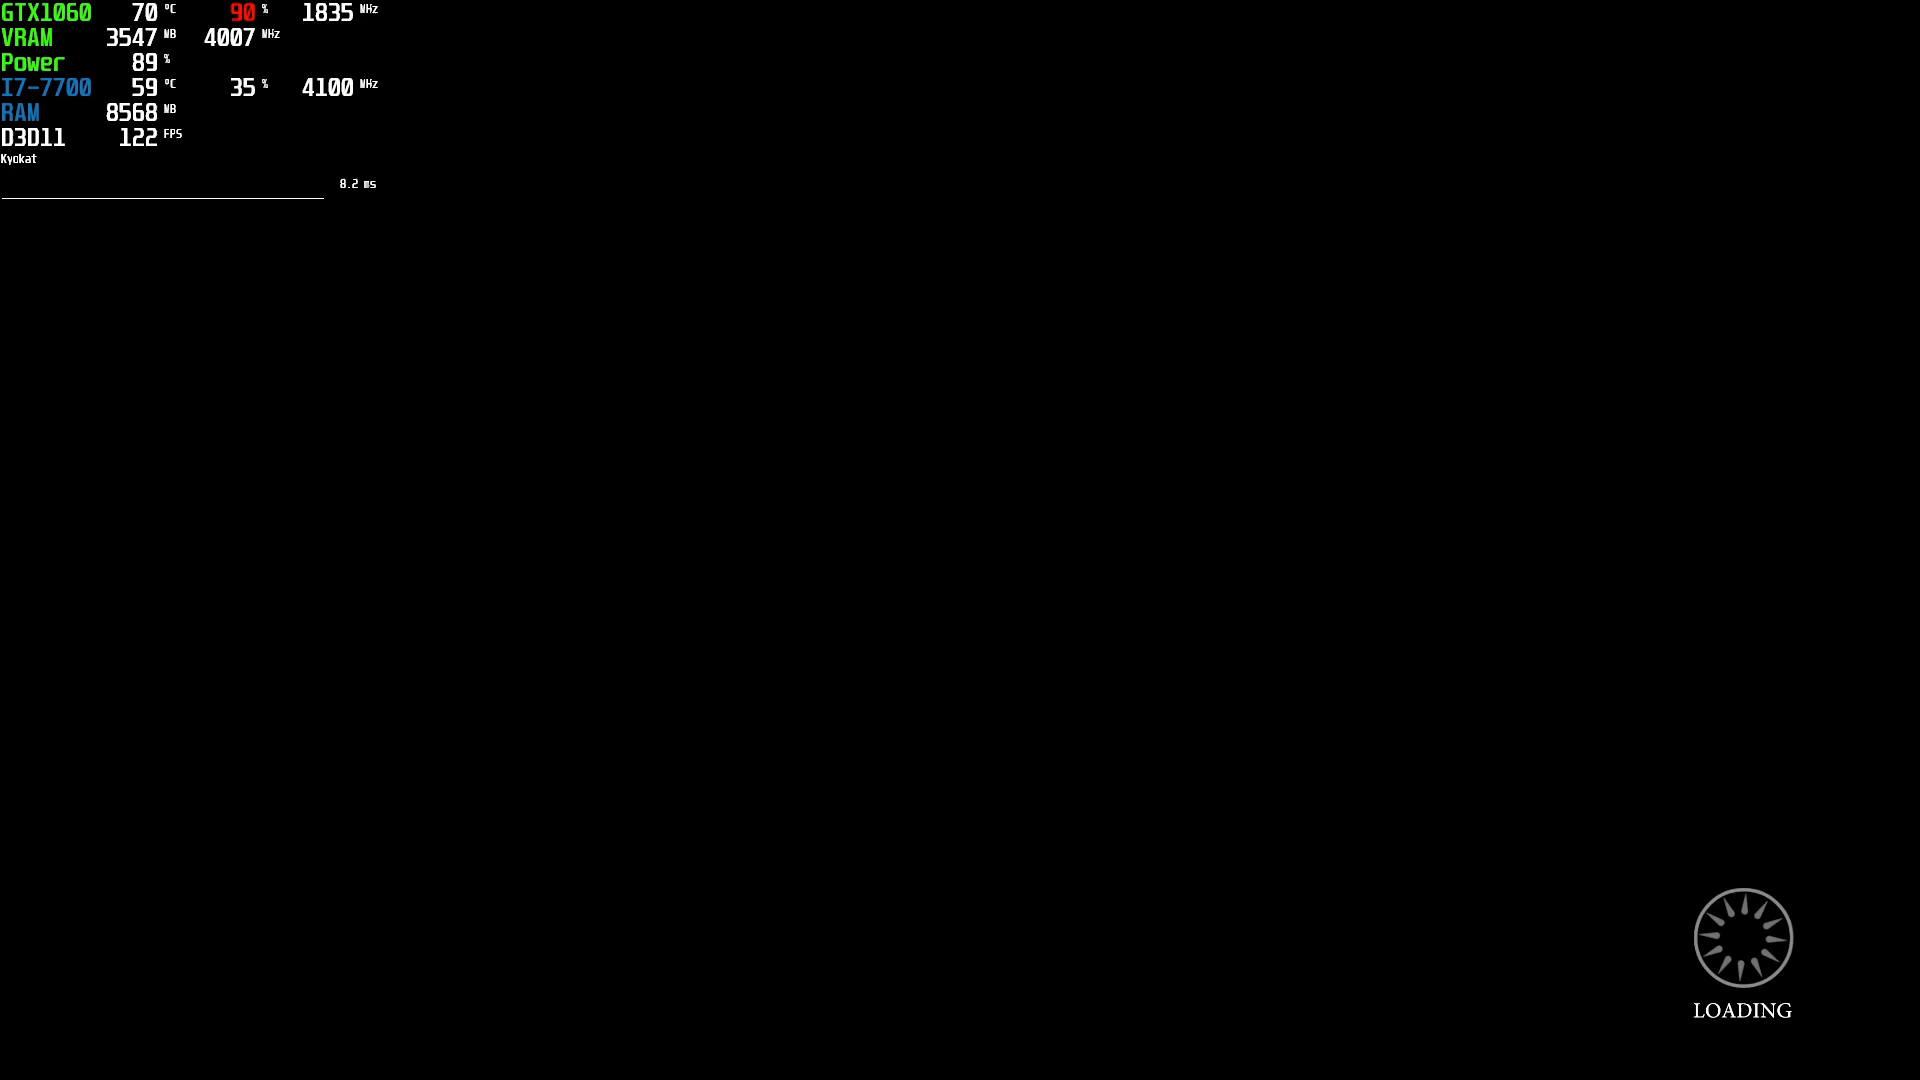 GTX1060 70 °C 90 % 1835 MHz
VRAM 3547 MB 4007 MHz
Power 89 %
I7-7700 59 °C 35 % 4100 MHz
RAM 8568 MB
D3D11 122 FPS
Kyokat
8.2 ms
LOADING